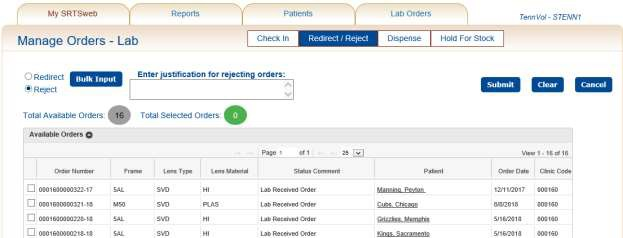 My SRTSweb Reports Patients Lab Orders TennVol - STENN1
Manage Orders - Lab Check In Redirect / Reject Dispense Hold For Stock
Redirect Bulk Input Enter justification for rejecting orders:
Reject Submit Clear Cancel
Total Available Orders: 16 Total Selected Orders: 0
Available Orders
Page 1 of 1 25 View 1 - 16 of 16
Order Number Frame Lens Type Lens Material Status Comment Patient Order Date Clinic Code
0001600000322-17 5AL SVD HI Lab Received Order Manning, Peyton 12/11/2017 000160
0001600000321-18 M50 SVD PLAS Lab Received Order Cubs, Chicago 8/8/2018 000160
0001600000220-18 5AL SVD HI Lab Received Order Grizzlies, Memphis 5/16/2018 000160
0001600000218-18 5AL SVD HI Lab Received Order Kings, Sacramento 5/16/2018 000160